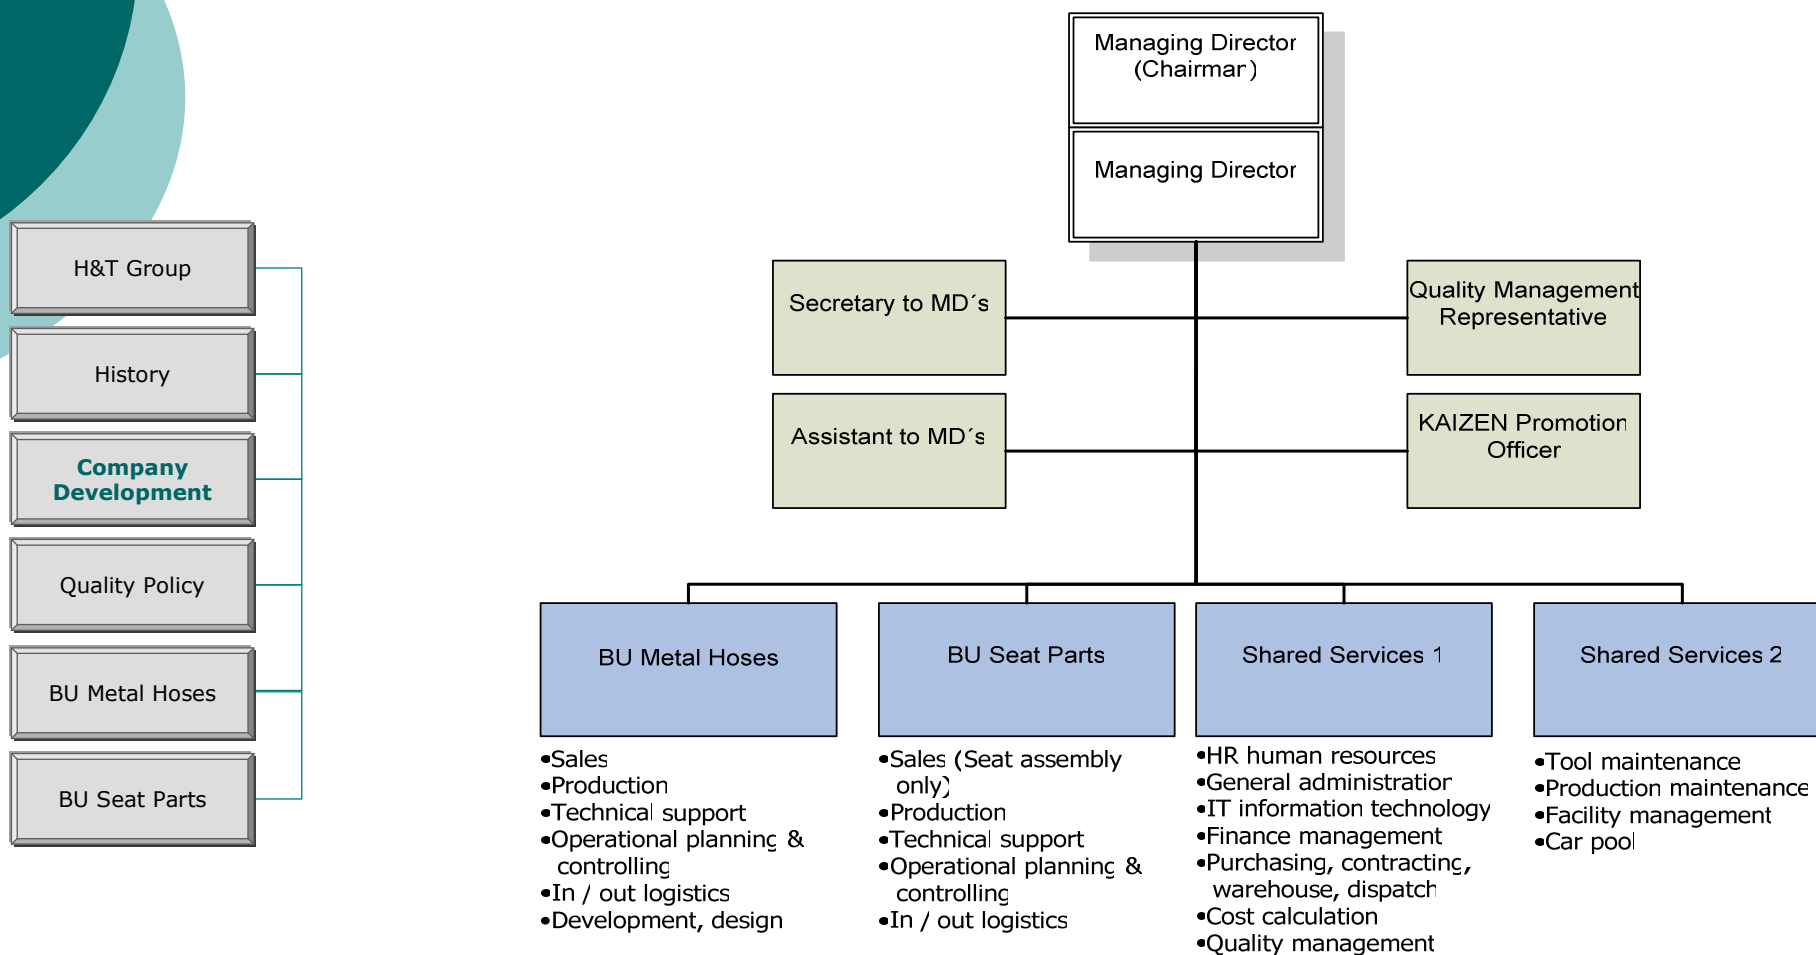 H&T Group
History
Company
Development
Quality Policy
BU Metal Hoses
BU Seat Parts
Managing Director
(Chairman)
Managing Director
Secretary to MD´s
Quality Management
Representative
Assistant to MD´s
KAIZEN Promotion
Officer
BU Metal Hoses
•Sales
•Production
•Technical support
•Operational planning &
controlling
•In / out logistics
•Development, design
BU Seat Parts
•Sales (Seat assembly
only)
•Production
•Technical support
•Operational planning &
controlling
•In / out logistics
Shared Services 1
•HR human resources
•General administration
•IT information technology
•Finance management
•Purchasing, contracting,
warehouse, dispatch
•Cost calculation
•Quality management
Shared Services 2
•Tool maintenance
•Production maintenance
•Facility management
•Car pool